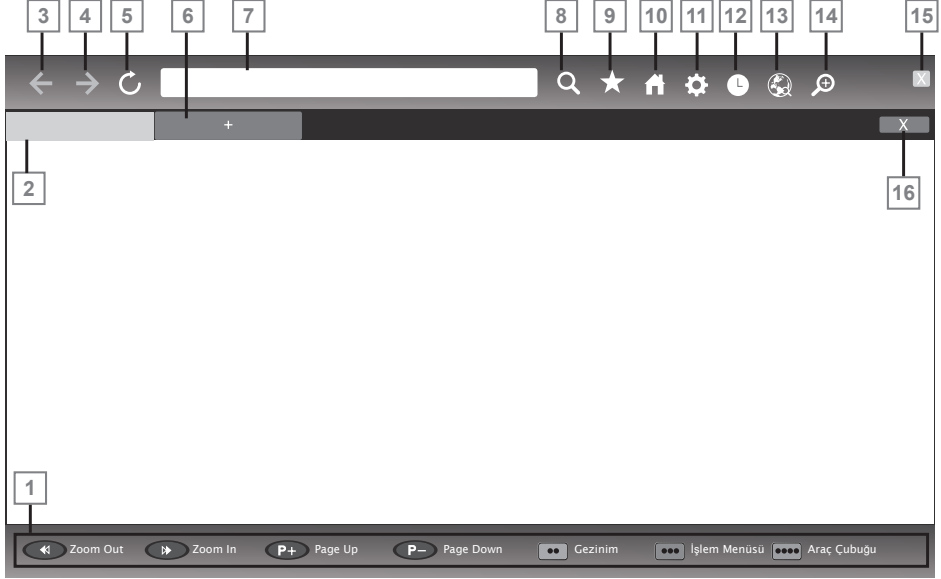 3 4 5 6 7 8 9 10 11 12 13 14 15
X
+ X
2 16
1
Zoom Out Zoom In P+ Page Up P− Page Down Gezinim İşlem Menüsü Araç Çubuğu